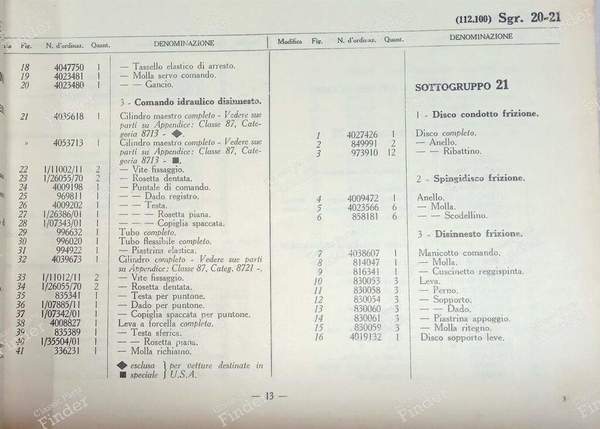 (112.100) Sgr. 20-21
Fig. N. d'ordinaz. Quant. DENOMINAZIONE
18 4047750 1 — Tassello elastico di arresto.
19 4023481 1 — Molla servo comando.
20 4023480 1 — — Gancio.
3 - Comando idraulico disinnesto.
21 4035618 1 Cilindro maestro completo - Vedere sue
parti su Appendice: Classe 87, Cate-
goria 8713 - ◆.
» 4053713 1 Cilindro maestro completo - Vedere sue
parti su Appendice: Classe 87, Cate-
goria 8713 - ■.
22 1/11002/11 2 — Vite fissaggio.
23 1/26055/70 2 — Rosetta dentata.
24 4009198 1 — Puntale di comando.
25 969811 1 — — Dado registro.
26 4009202 1 — — Testa.
27 1/26386/01 1 — — — Rosetta piana.
28 1/07343/01 1 — — — Copiglia spaccata.
29 996632 1 Tubo completo.
30 996020 1 Tubo flessibile completo.
31 994922 1 — Piastrina elastica.
32 4039673 1 Cilindro completo - Vedere sue parti
su Appendice: Classe 87, Categ. 8721 -.
33 1/11012/11 2 — Vite fissaggio.
34 1/26055/70 2 — Rosetta dentata.
35 835341 1 — Testa per puntone.
36 1/07885/11 1 — Dado per puntone.
37 1/07342/01 1 — Copiglia spaccata per puntone.
38 4008827 1 Leva a forcella completa.
39 835389 1 — Testa sferica.
40 1/35504/01 1 — — Rosetta piana.
41 336231 1 — Molla richiamo.
◆ esclusa } per vetture destinate in
■ speciale } U.S.A.
Modifica Fig. N. d'ordinaz. Quant. DENOMINAZIONE
SOTTOGRUPPO 21
1 - Disco condotto frizione.
1 4027426 1 Disco completo.
2 849991 2 — Anello.
3 973910 12 — — Ribattino.
2 - Spingidisco frizione.
4 4009472 1 Anello.
5 4023566 1 — Molla.
6 858181 6 — — Scodellino.
3 - Disinnesto frizione.
7 4038607 1 Manicotto comando.
8 814047 1 — Molla.
9 816341 1 — Cuscinetto reggispinta.
10 830053 3 Leva.
11 830058 3 — Perno.
12 830054 3 — Supporto.
13 830060 3 — — Dado.
14 830061 3 — Piastrina appoggio.
15 830059 3 — Molla ritegno.
16 4019132 1 Disco sopporto leve.
— 13 —
Classic Post
Finder